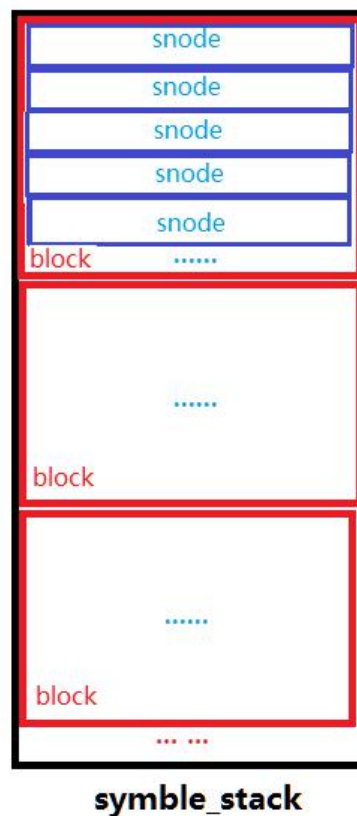 snode
snode
snode
snode
snode
block ······
······
block
······
block
... ...
symble_stack